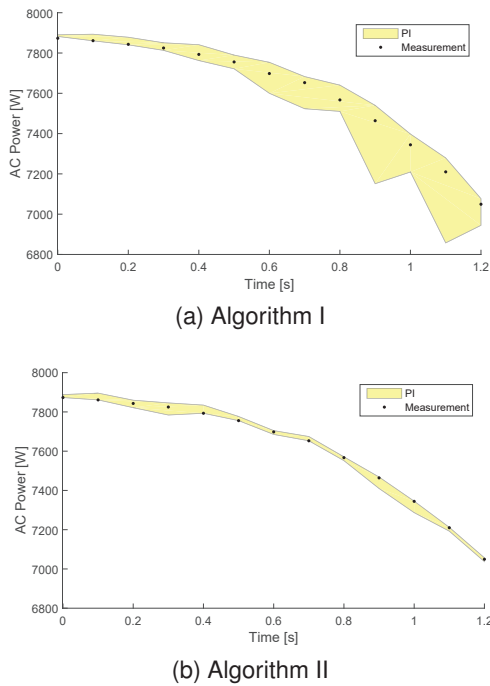 8000
7800
7600
7400
7200
7000
6800
AC Power [W]
PI
Measurement
0 0.2 0.4 0.6 0.8 1 1.2
Time [s]
(a) Algorithm I
8000
7800
7600
7400
7200
7000
6800
AC Power [W]
PI
Measurement
0 0.2 0.4 0.6 0.8 1 1.2
Time [s]
(b) Algorithm II